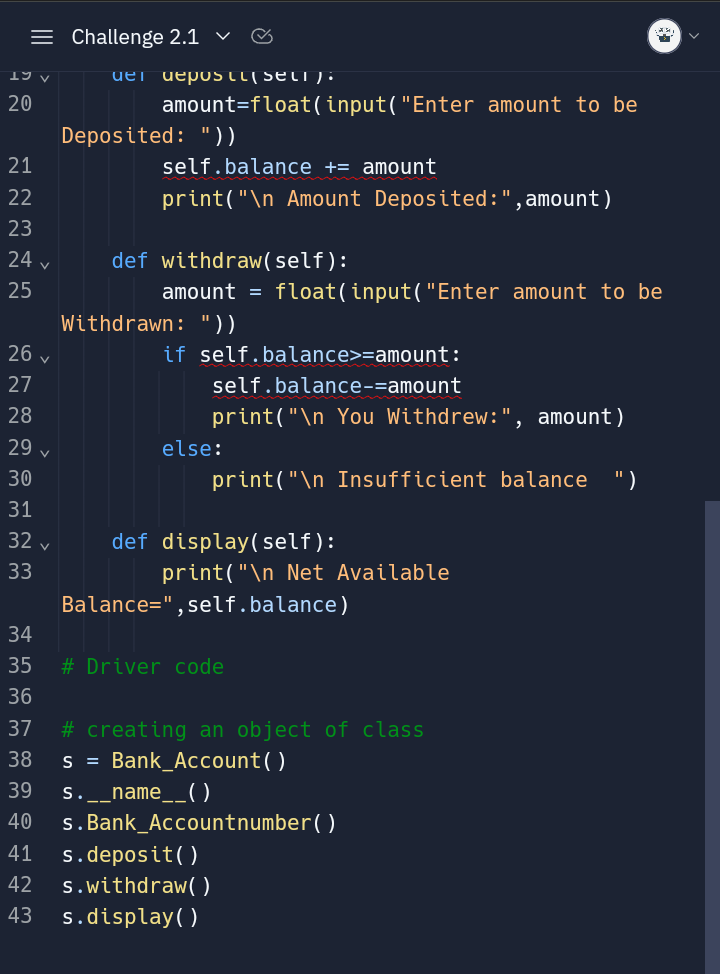 Challenge 2.1
19 def deposit(self):
20 amount=float(input("Enter amount to be
Deposited: "))
21 self.balance += amount
22 print("\n Amount Deposited:",amount)
23
24 def withdraw(self):
25 amount = float(input("Enter amount to be
Withdrawn: "))
26 if self.balance>=amount:
27 self.balance-=amount
28 print("\n You Withdrew:", amount)
29 else:
30 print("\n Insufficient balance  ")
31
32 def display(self):
33 print("\n Net Available
Balance=",self.balance)
34
35 # Driver code
36
37 # creating an object of class
38 s = Bank_Account()
39 s.__name__()
40 s.Bank_Accountnumber()
41 s.deposit()
42 s.withdraw()
43 s.display()